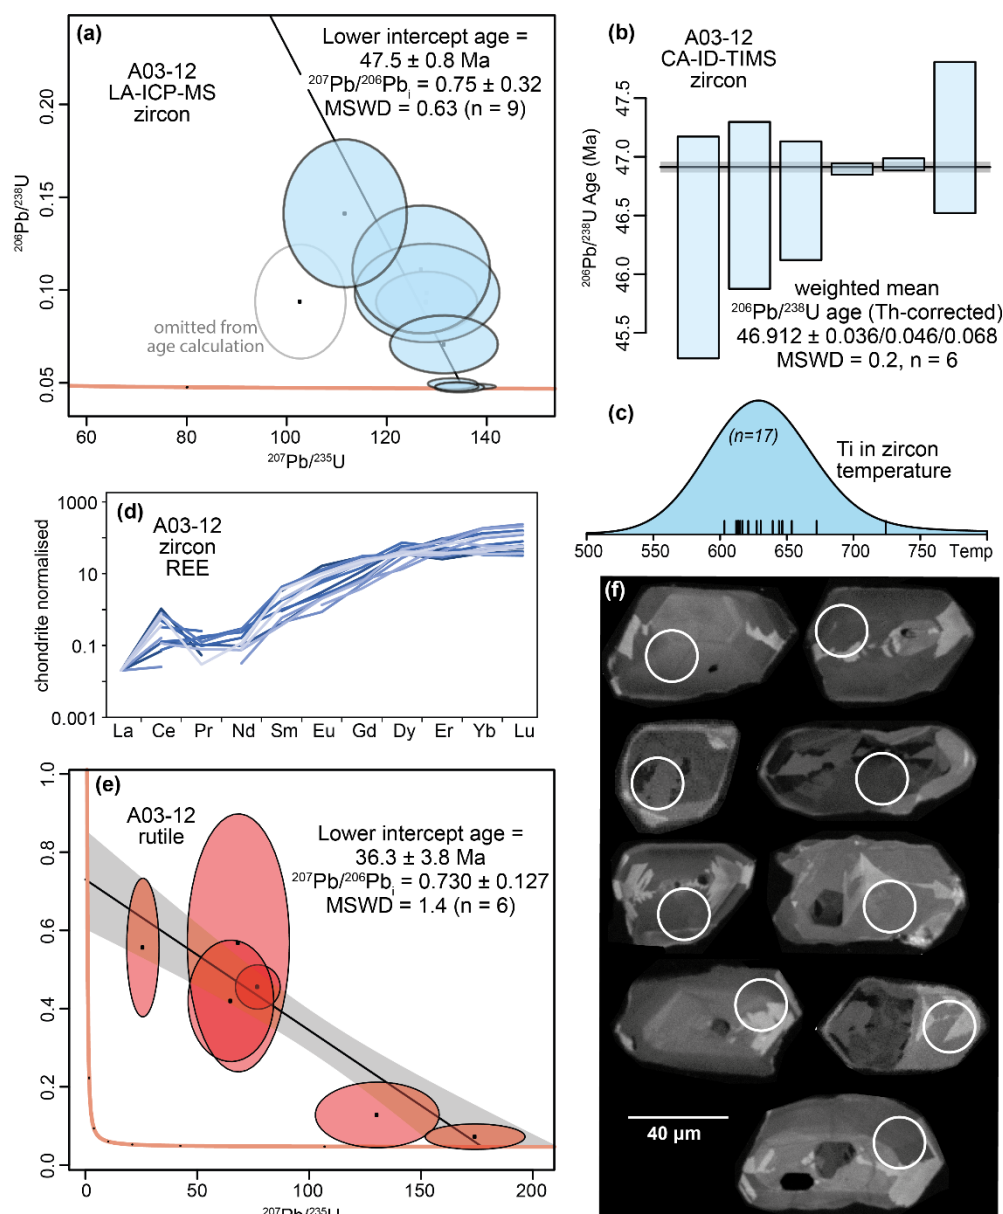 (a)
A03-12
LA-ICP-MS
zircon
Lower intercept age =
47.5 ± 0.8 Ma
²⁰⁷Pb/²⁰⁶Pbᵢ = 0.75 ± 0.32
MSWD = 0.63 (n = 9)
omitted from
age calculation
²⁰⁶Pb/²³⁸U
0.20
0.15
0.10
0.05
60 80 100 120 140
²⁰⁷Pb/²³⁵U
(b)
A03-12
CA-ID-TIMS
zircon
²⁰⁶Pb/²³⁸U Age (Ma)
47.5
47.0
46.5
46.0
45.5
weighted mean
²⁰⁶Pb/²³⁸U age (Th-corrected)
46.912 ± 0.036/0.046/0.068
MSWD = 0.2, n = 6
(c)
(n=17)
Ti in zircon
temperature
500 550 600 650 700 750 Temp
(d)
A03-12
zircon
REE
chondrite normalised
1000
10
0.1
0.001
La Ce Pr Nd Sm Eu Gd Dy Er Yb Lu
(e)
A03-12
rutile
Lower intercept age =
36.3 ± 3.8 Ma
²⁰⁷Pb/²⁰⁶Pbᵢ = 0.730 ± 0.127
MSWD = 1.4 (n = 6)
1.0
0.8
0.6
0.4
0.2
0.0
0 50 100 150 200
²⁰⁷Pb/²³⁵U
(f)
40 µm